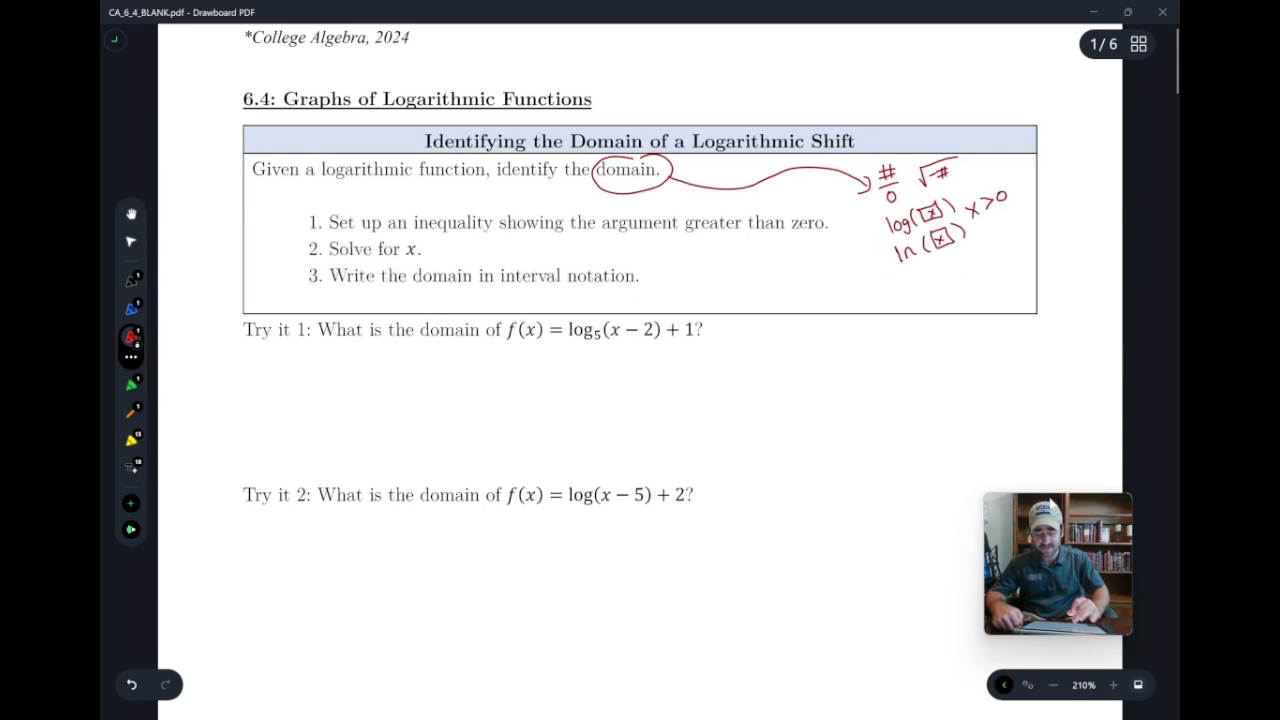 CA_6_4_BLANK.pdf - Drawboard PDF
1/6
*College Algebra, 2024
6.4: Graphs of Logarithmic Functions
Identifying the Domain of a Logarithmic Shift
Given a logarithmic function, identify the domain.
#/0 √-#
log(x) x>0
ln(x)
1. Set up an inequality showing the argument greater than zero.
2. Solve for x.
3. Write the domain in interval notation.
Try it 1: What is the domain of f(x) = log₅(x − 2) + 1?
Try it 2: What is the domain of f(x) = log(x − 5) + 2?
210%